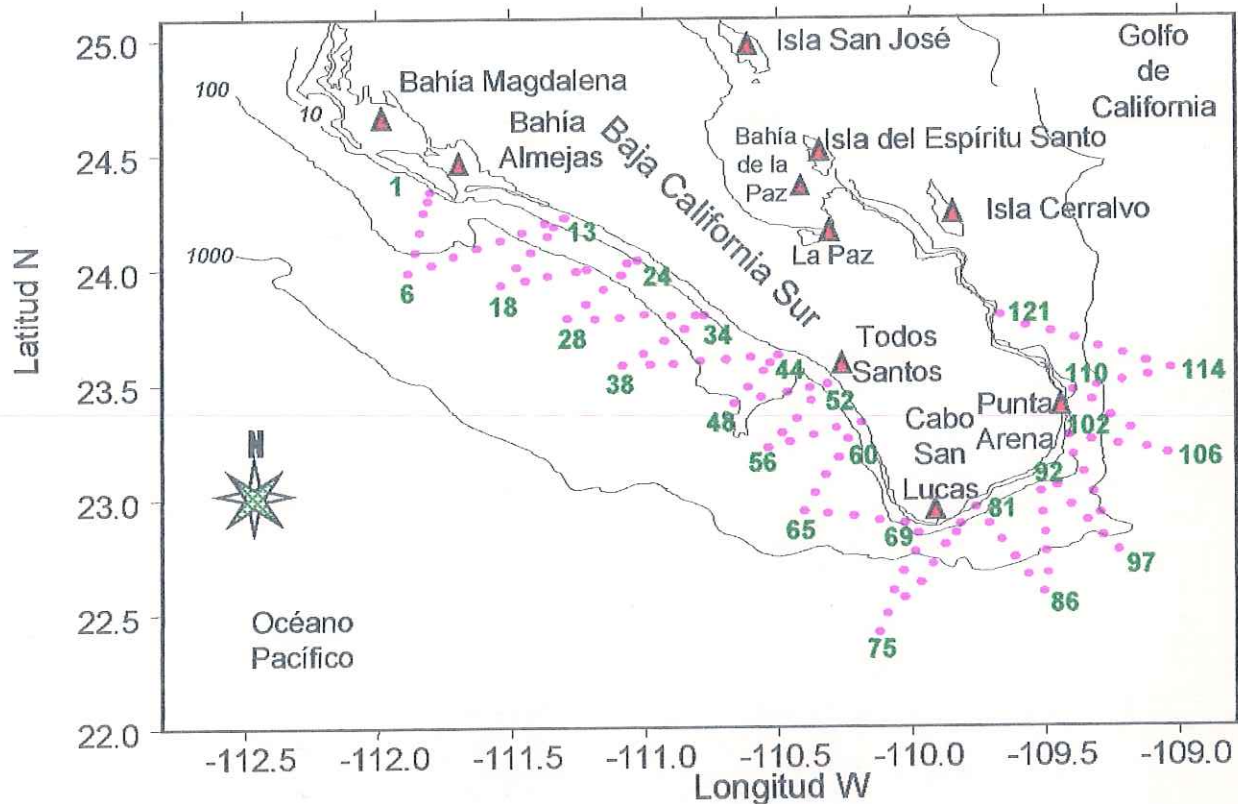 25.0
24.5
24.0
23.5
23.0
22.5
22.0
Latitud N
-112.5
-112.0
-111.5
-111.0
-110.5
-110.0
-109.5
-109.0
Longitud W
100
10
1000
Bahía Magdalena
Bahía
Almejas
Baja California Sur
Isla San José
Golfo
de
California
Bahía
de la
Paz
Isla del Espíritu Santo
Isla Cerralvo
La Paz
Todos
Santos
Cabo
San
Lucas
Punta
Arena
N
Océano
Pacífico
1
6
13
18
24
28
34
38
44
48
52
56
60
65
69
75
81
86
92
97
102
106
110
114
121